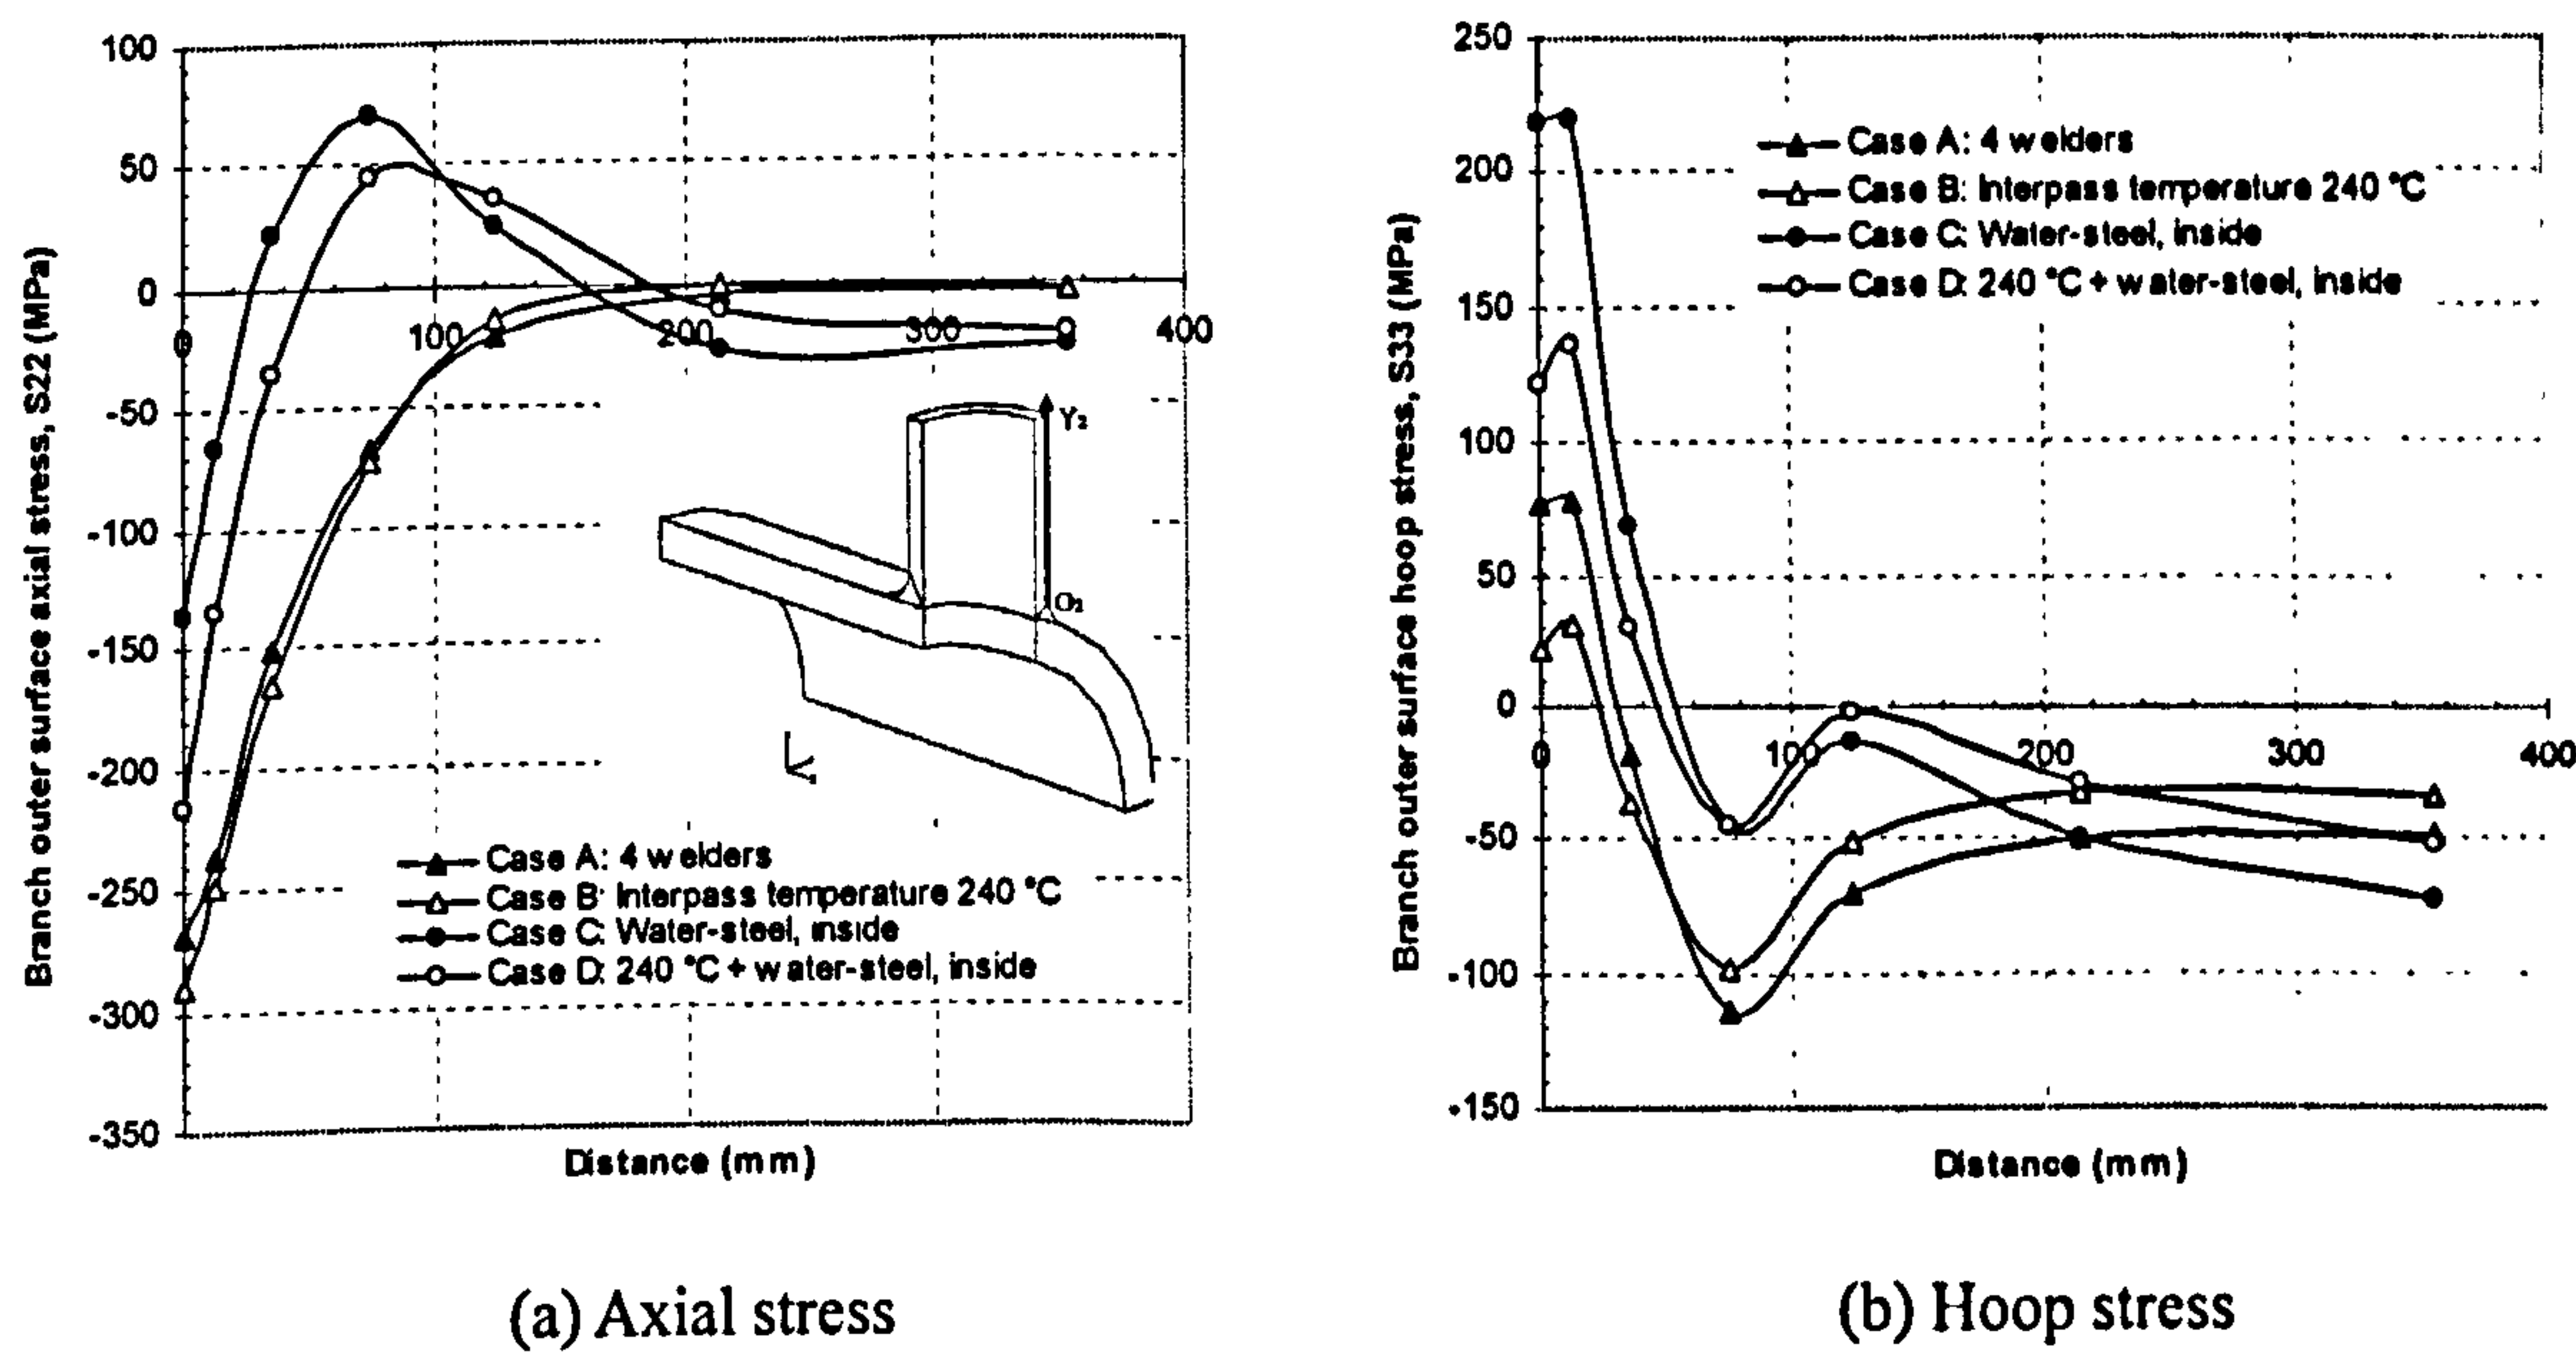 Branch outer surface axial stress, S22 (MPa)
100
50
0
-50
-100
-150
-200
-250
-300
-350
0
100
200
300
400
Y₂
O₂
Case A: 4 welders
Case B: Interpass temperature 240 °C
Case C: Water-steel, inside
Case D: 240 °C + water-steel, inside
Distance (mm)
(a) Axial stress
Branch outer surface hoop stress, S33 (MPa)
250
200
150
100
50
0
-50
-100
-150
0
100
200
300
400
Case A: 4 welders
Case B: Interpass temperature 240 °C
Case C: Water-steel, inside
Case D: 240 °C + water-steel, inside
Distance (mm)
(b) Hoop stress